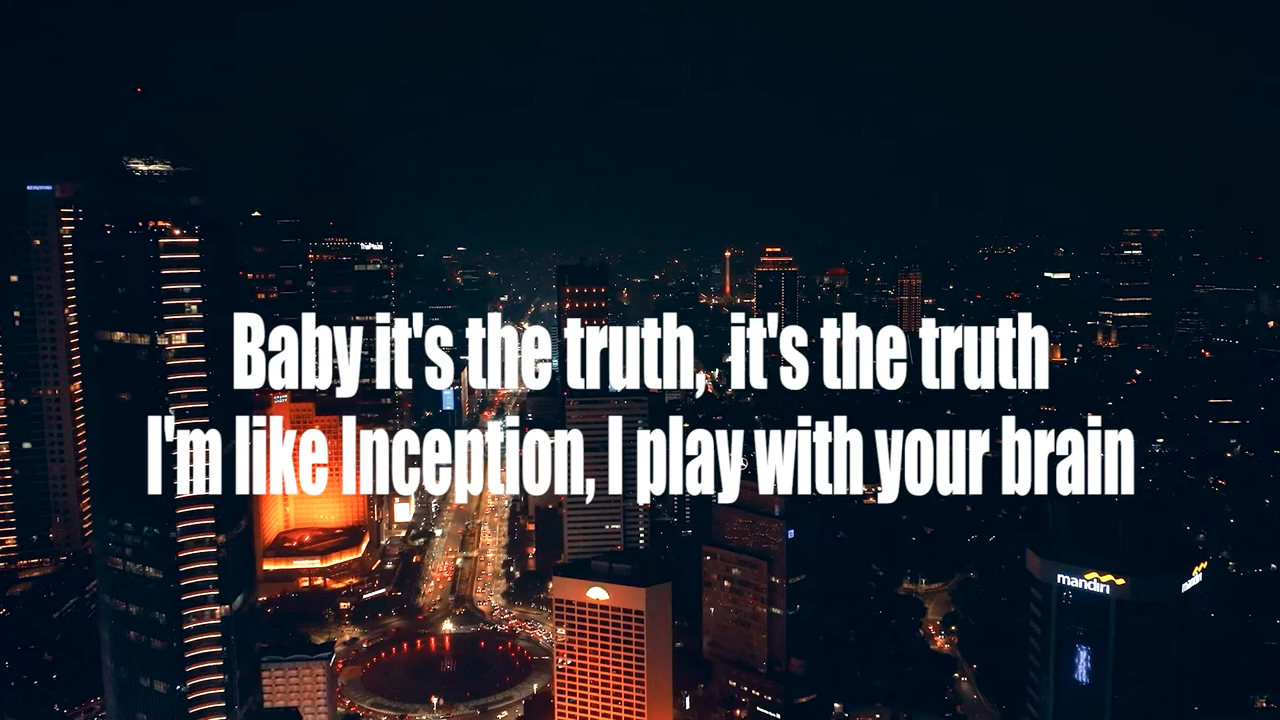 Baby it's the truth,  it's the truth
I'm like Inception, I play with your brain
mandiri
mandiri